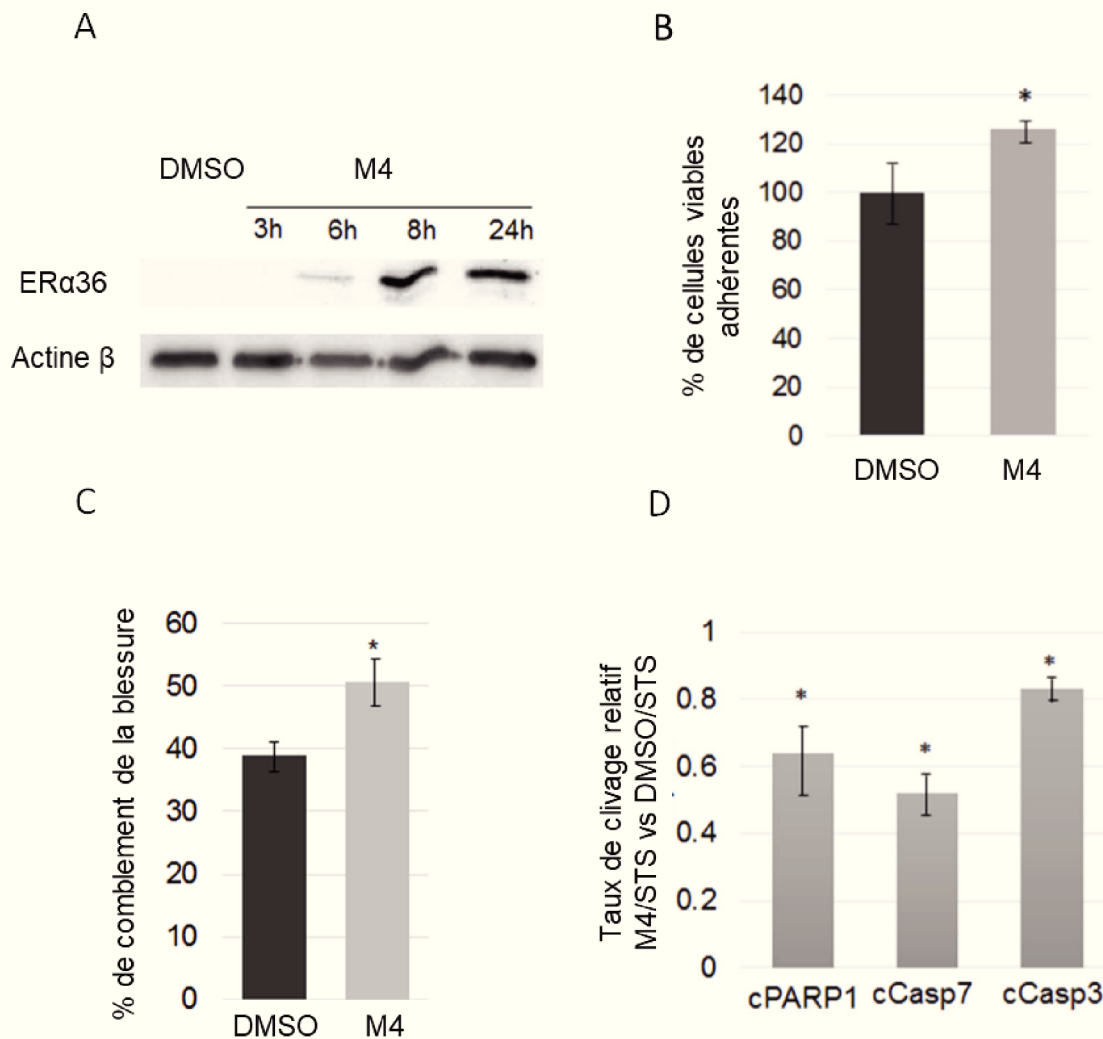 A
DMSO M4
3h 6h 8h 24h
ERα36
Actine β
B
% de cellules viables
adhérentes
140
120
100
80
60
40
20
0
*
DMSO M4
C
% de comblement de la blessure
60
50
40
30
20
10
0
*
DMSO M4
D
Taux de clivage relatif
M4/STS vs DMSO/STS
1
0.8
0.6
0.4
0.2
0
* * *
cPARP1 cCasp7 cCasp3